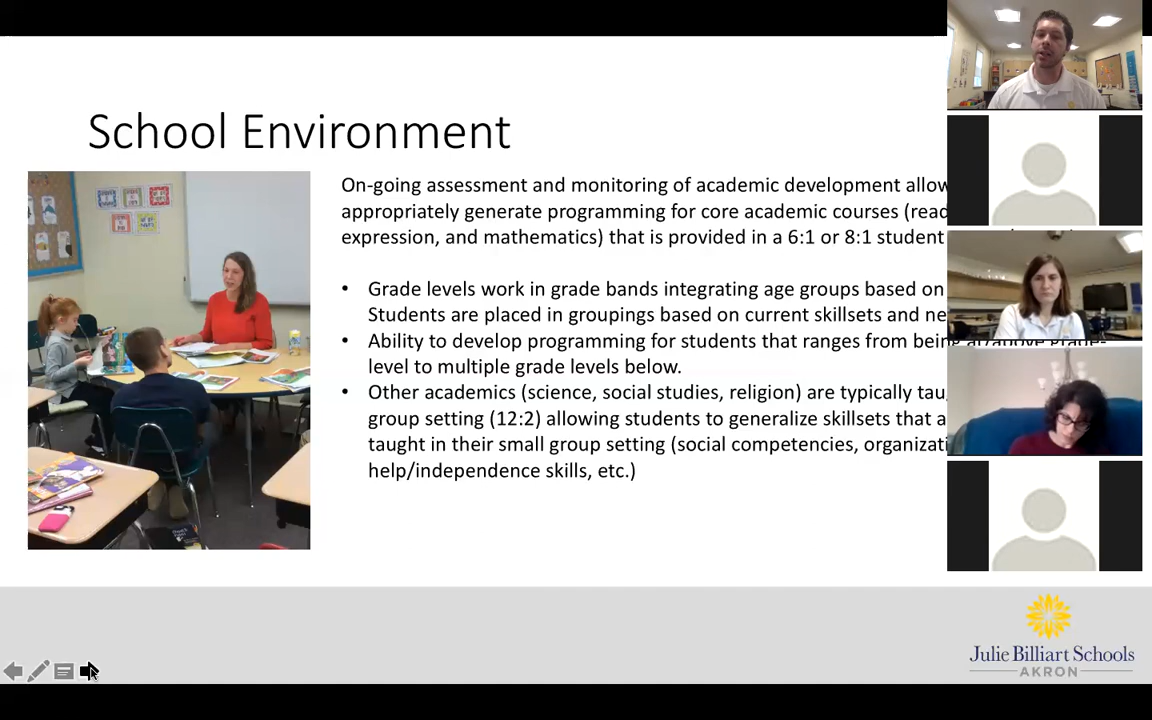 School Environment
On-going assessment and monitoring of academic development allow
appropriately generate programming for core academic courses (read
expression, and mathematics) that is provided in a 6:1 or 8:1 student
• Grade levels work in grade bands integrating age groups based on
Students are placed in groupings based on current skillsets and ne
• Ability to develop programming for students that ranges from being at/above grade-
level to multiple grade levels below.
• Other academics (science, social studies, religion) are typically tau
group setting (12:2) allowing students to generalize skillsets that a
taught in their small group setting (social competencies, organizati
help/independence skills, etc.)
Julie Billiart Schools
AKRON